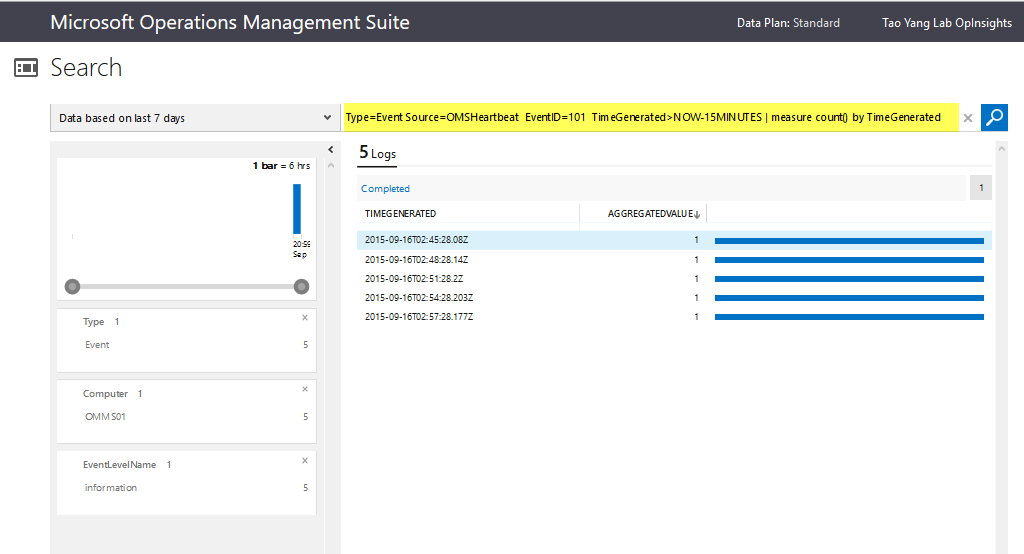 Microsoft Operations Management Suite
Data Plan: Standard
Tao Yang Lab OpInsights
Search
Data based on last 7 days
Type=Event Source=OMSHeartbeat EventID=101 TimeGenerated>NOW-15MINUTES | measure count() by TimeGenerated
1 bar = 6 hrs
20:59
Sep
Type 1
Event 5
Computer 1
OMMS01 5
EventLevelName 1
information 5
5 Logs
Completed
1
TIMEGENERATED AGGREGATEDVALUE
2015-09-16T02:45:28.08Z 1
2015-09-16T02:48:28.14Z 1
2015-09-16T02:51:28.2Z 1
2015-09-16T02:54:28.203Z 1
2015-09-16T02:57:28.177Z 1